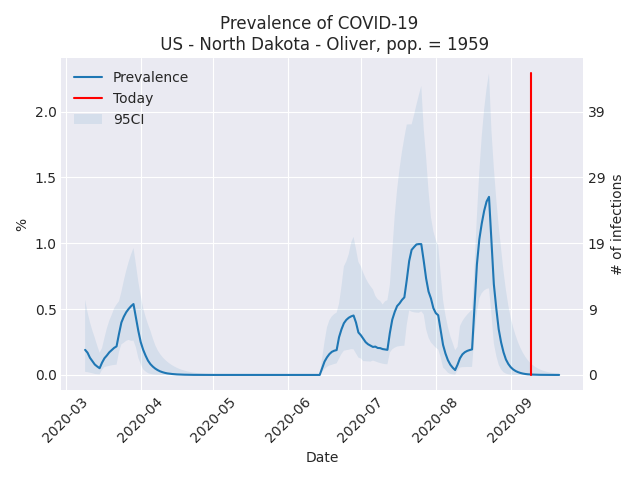 Prevalence of COVID-19
US - North Dakota - Oliver, pop. = 1959
Prevalence
Today
95CI
2.0
1.5
1.0
0.5
0.0
%
39
29
19
9
0
# of infections
2020-03
2020-04
2020-05
2020-06
2020-07
2020-08
2020-09
Date